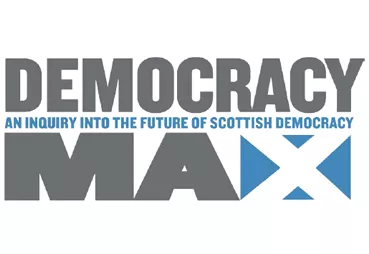 DEMOCRACY
AN INQUIRY INTO THE FUTURE OF SCOTTISH DEMOCRACY
MAX